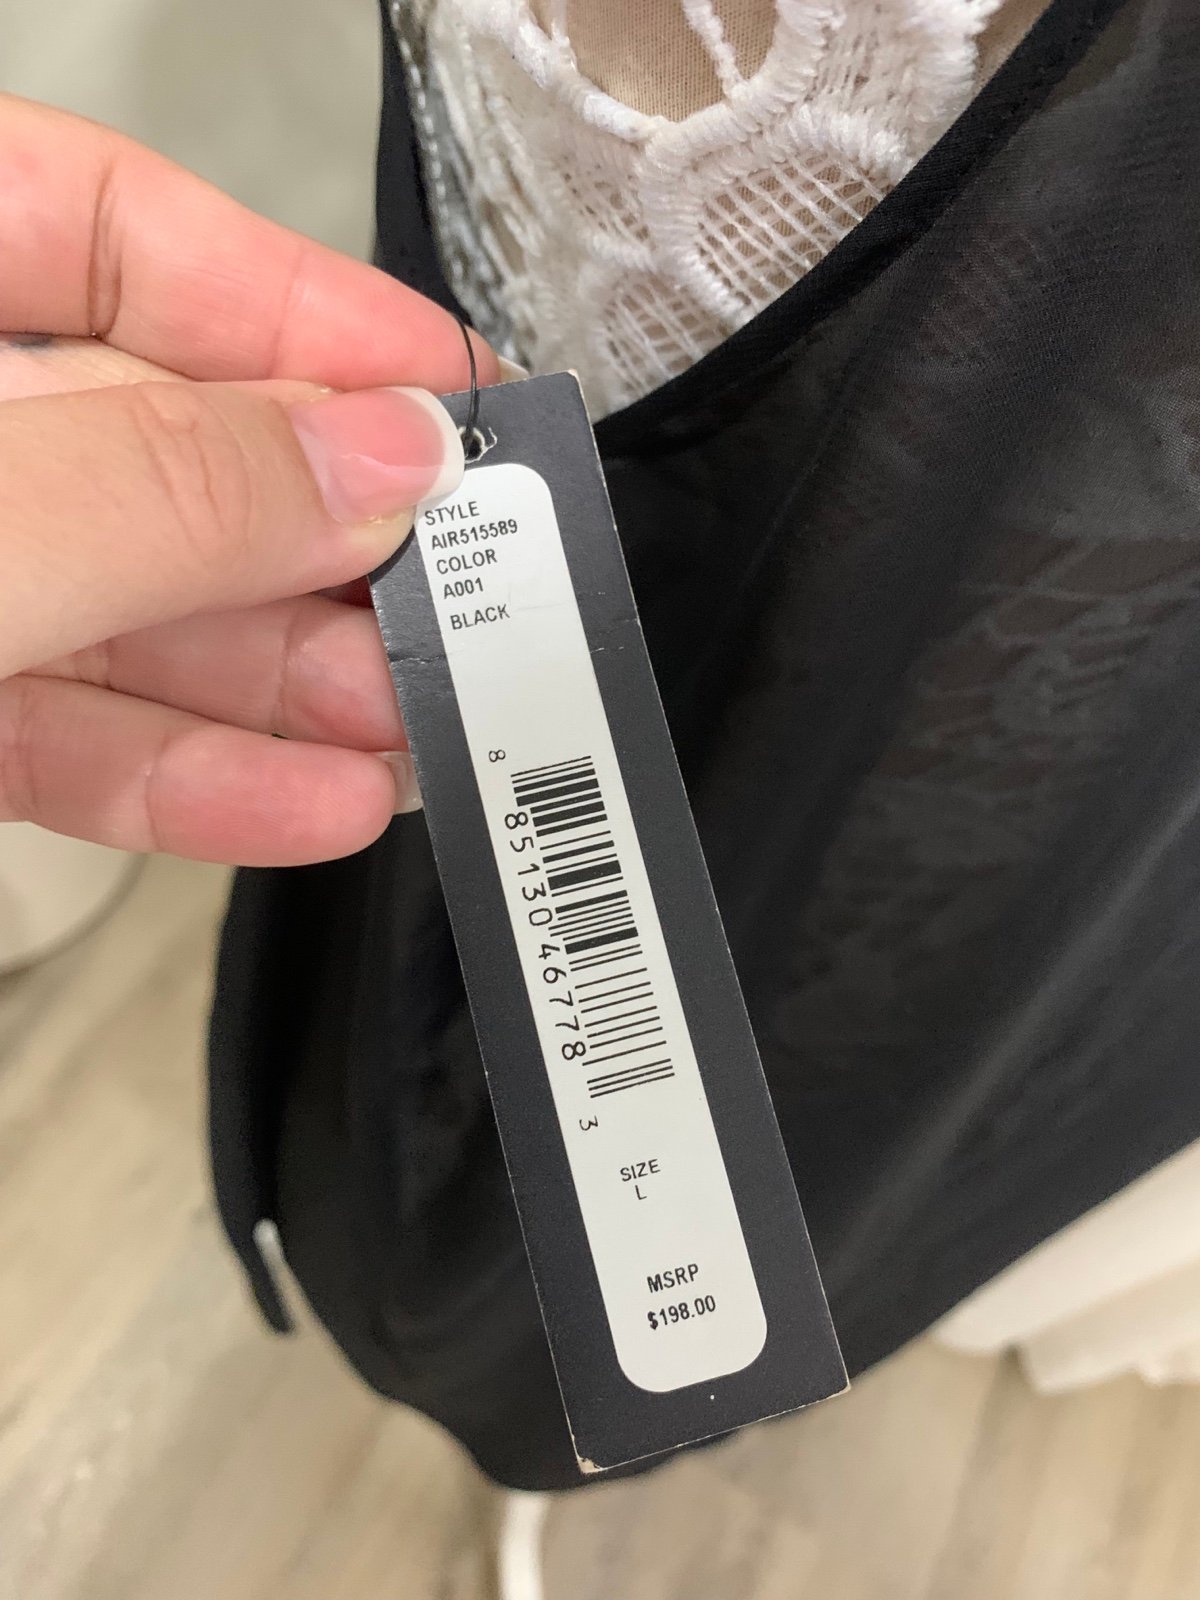 STYLE
AIR515589
COLOR
A001
BLACK
8 85130 46778 3
SIZE
L
MSRP
$198.00